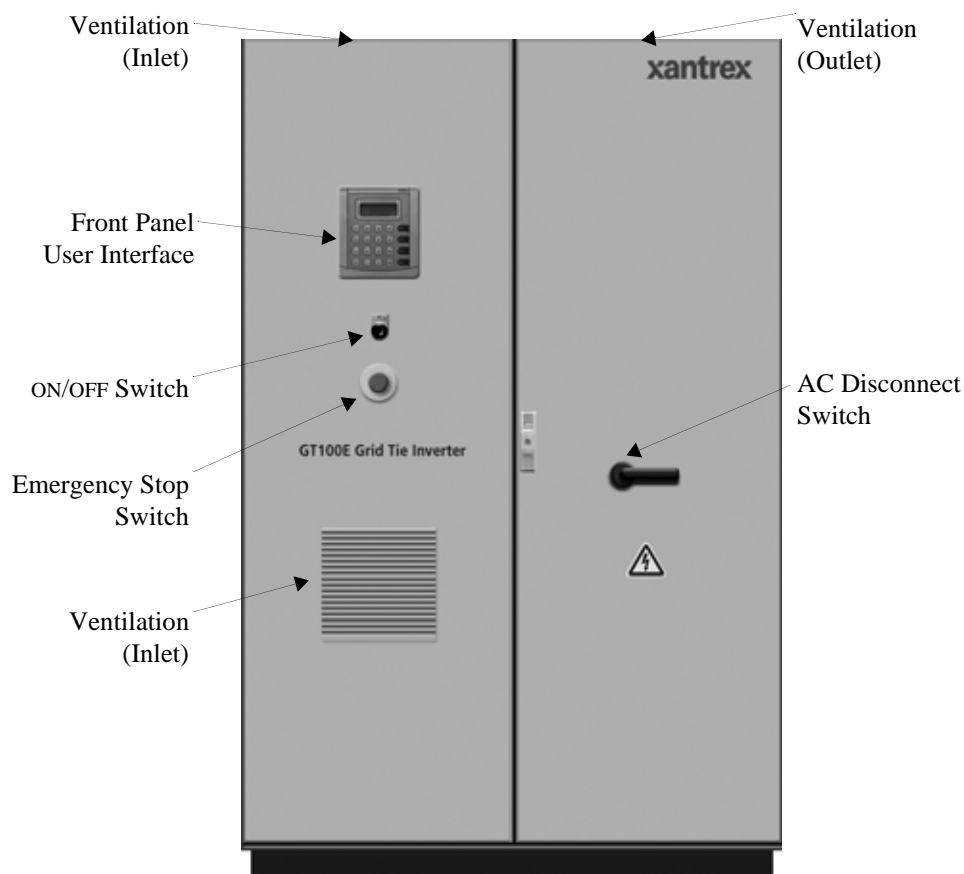 Ventilation
(Inlet)
Ventilation
(Outlet)
xantrex
Front Panel
User Interface
ON/OFF Switch
AC Disconnect
Switch
GT100E Grid Tie Inverter
Emergency Stop
Switch
Ventilation
(Inlet)